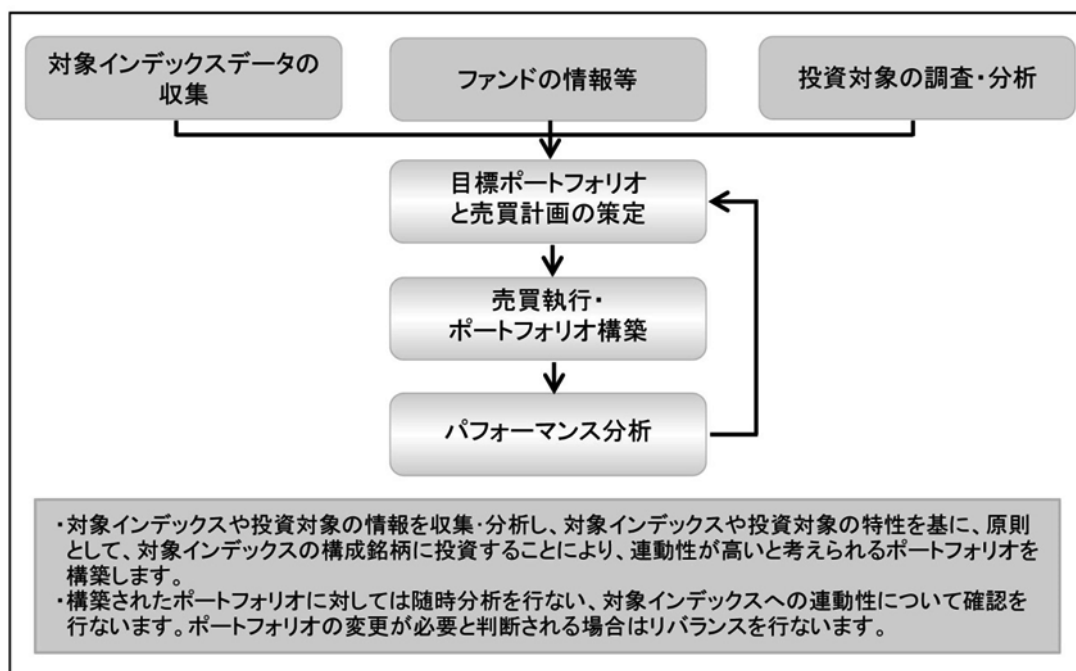 対象インデックスデータの
収集
ファンドの情報等
投資対象の調査・分析
目標ポートフォリオ
と売買計画の策定
売買執行・
ポートフォリオ構築
パフォーマンス分析
・対象インデックスや投資対象の情報を収集・分析し、対象インデックスや投資対象の特性を基に、原則
として、対象インデックスの構成銘柄に投資することにより、連動性が高いと考えられるポートフォリオを
構築します。
・構築されたポートフォリオに対しては随時分析を行ない、対象インデックスへの連動性について確認を
行ないます。ポートフォリオの変更が必要と判断される場合はリバランスを行ないます。